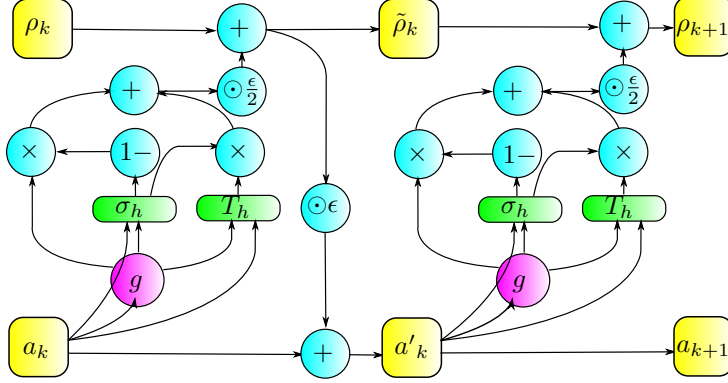 ρ_k + ρ̃_k + ρ_{k+1}
+ ⊙ϵ/2 + ⊙ϵ/2
× 1− × × 1− ×
σ_h T_h ⊙ϵ σ_h T_h
g g
a_k + a'_k a_{k+1}